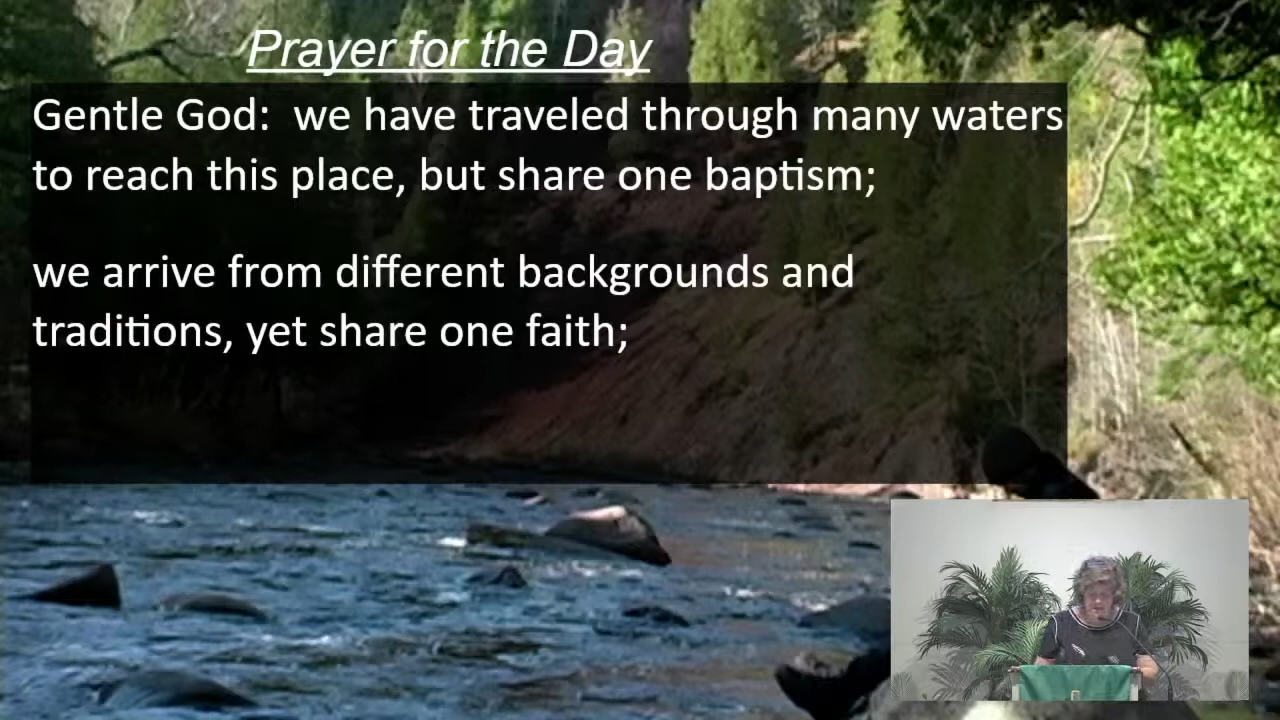 Prayer for the Day
Gentle God:  we have traveled through many waters
to reach this place, but share one baptism;
we arrive from different backgrounds and
traditions, yet share one faith;